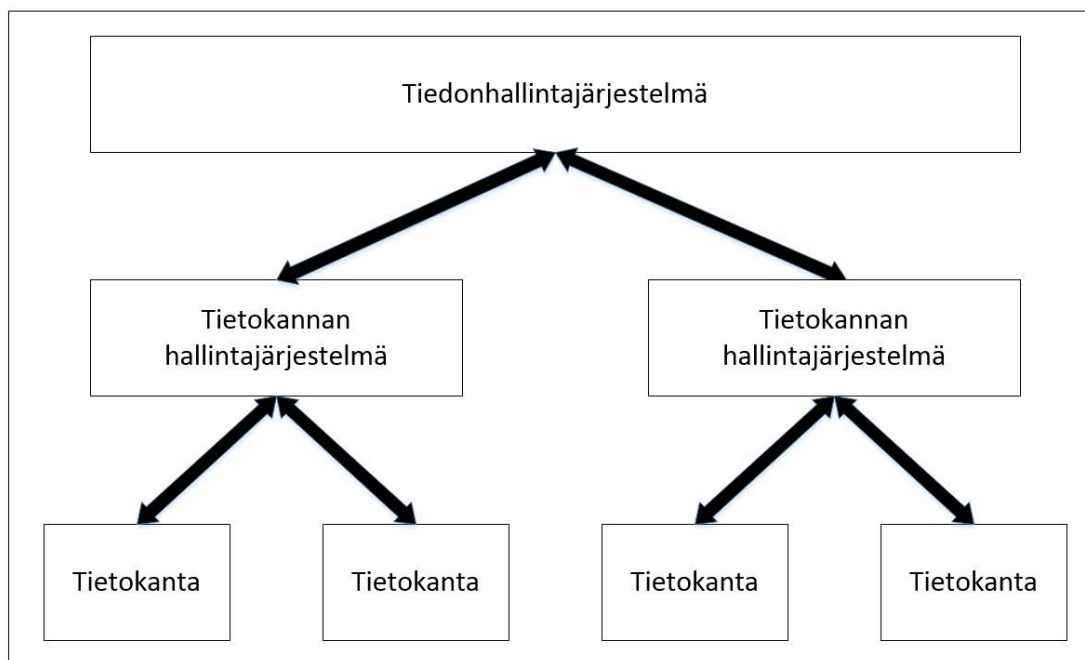 Tiedonhallintajärjestelmä
Tietokannan
hallintajärjestelmä
Tietokannan
hallintajärjestelmä
Tietokanta
Tietokanta
Tietokanta
Tietokanta